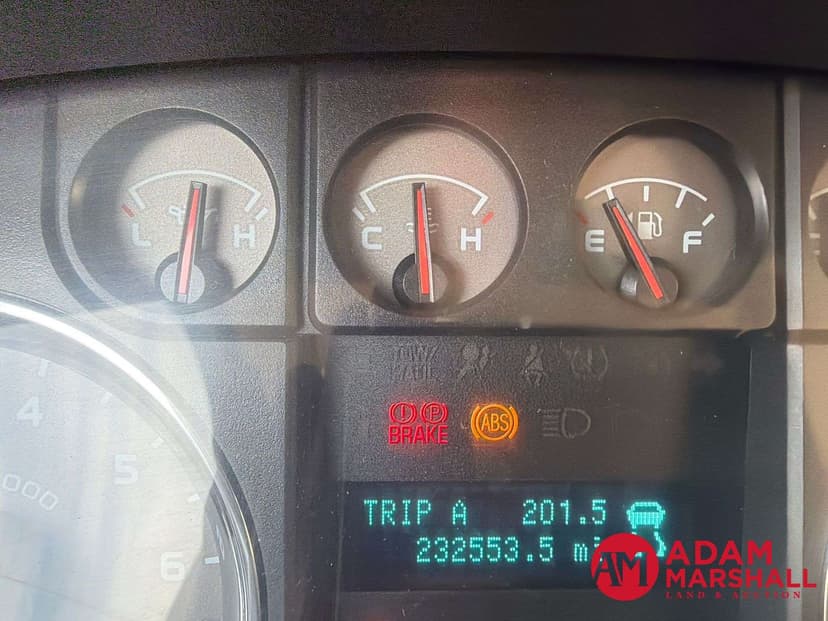 L H
C H
E F
TOW/
HAUL
4
5
000
6
BRAKE
P
ABS
TRIP A 201.5
232553.5 mi
AM ADAM
MARSHALL
LAND & AUCTION